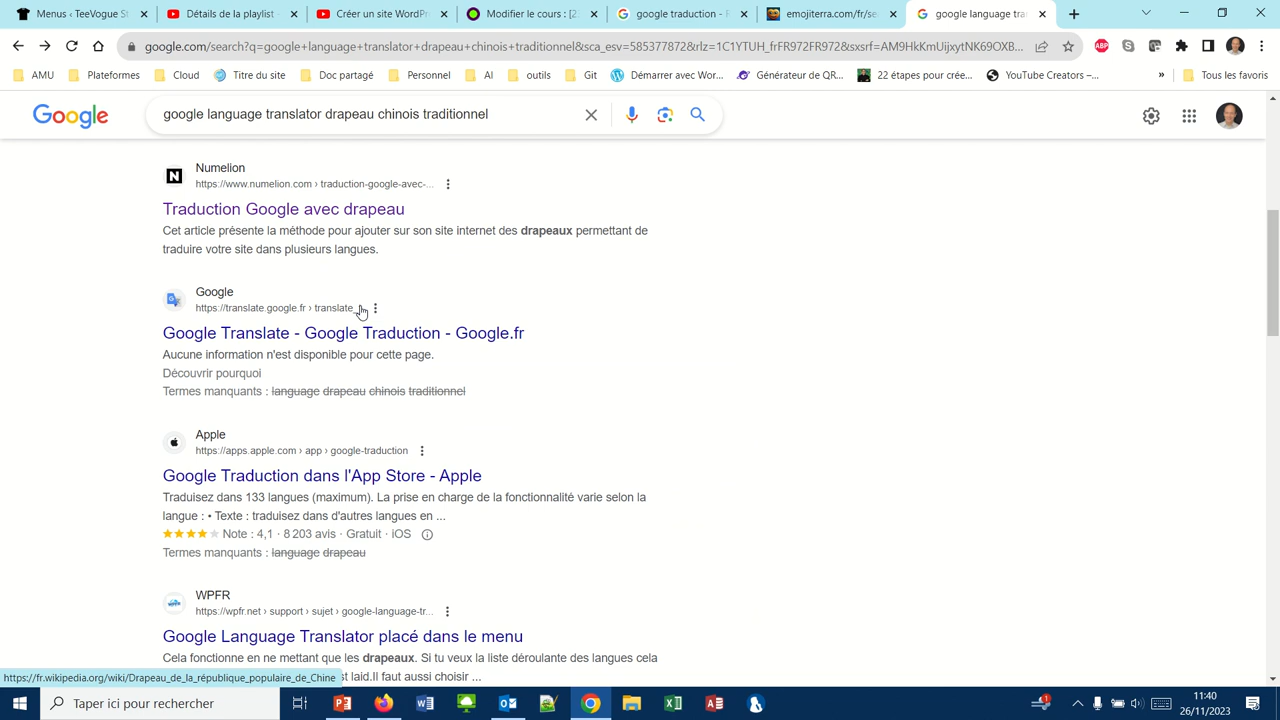 Menus ‹ TeeVogue St
Détails de la playlist
Créer un site WordPr
Modifier le cours : [2:
google traduction - R
emojiterra.com/fr/se
google language tra
google.com/search?q=google+language+translator+drapeau+chinois+traditionnel&sca_esv=585377872&rlz=1C1YTUH_frFR972FR972&sxsrf=AM9HkKmUijxytNK69OXB...
AMU
Plateformes
Cloud
Titre du site
Doc partagé
Personnel
AI
outils
Git
Démarrer avec Wor...
Générateur de QR...
22 étapes pour crée...
YouTube Creators –...
»
Tous les favoris
Google
google language translator drapeau chinois traditionnel
Numelion
https://www.numelion.com › traduction-google-avec-...
Traduction Google avec drapeau
Cet article présente la méthode pour ajouter sur son site internet des drapeaux permettant de
traduire votre site dans plusieurs langues.
Google
https://translate.google.fr › translate_
Google Translate - Google Traduction - Google.fr
Aucune information n'est disponible pour cette page.
Découvrir pourquoi
Termes manquants : language drapeau chinois traditionnel
Apple
https://apps.apple.com › app › google-traduction
Google Traduction dans l'App Store - Apple
Traduisez dans 133 langues (maximum). La prise en charge de la fonctionnalité varie selon la
langue : • Texte : traduisez dans d'autres langues en ...
Note : 4,1 · 8 203 avis · Gratuit · iOS
Termes manquants : language drapeau
WPFR
https://wpfr.net › support › sujet › google-language-tr...
Google Language Translator placé dans le menu
Cela fonctionne en ne mettant que les drapeaux. Si tu veux la liste déroulante des langues cela
https://fr.wikipedia.org/wiki/Drapeau_de_la_république_populaire_de_Chine
st laid.Il faut aussi choisir ...
Taper ici pour rechercher
11:40
26/11/2023